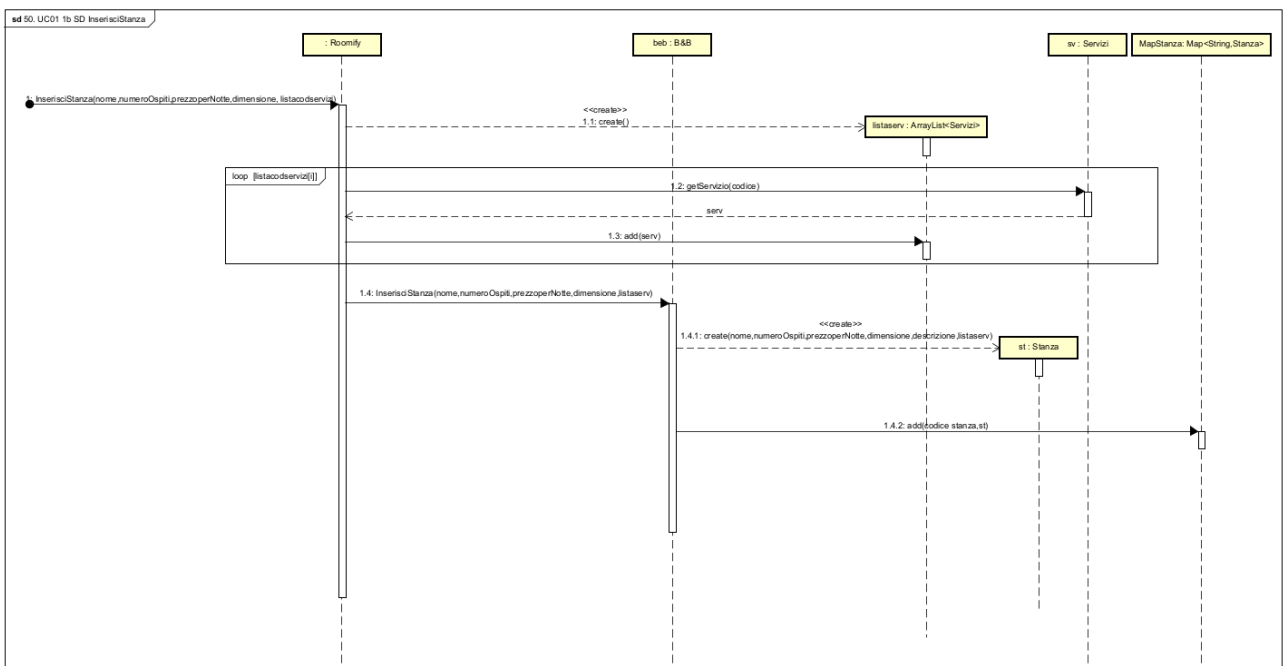 sd 50. UC01 1b SD InserisciStanza
: Roomify
beb : B&B
sv : Servizi
MapStanza: Map<String,Stanza>
1: InserisciStanza(nome,numeroOspiti,prezzoperNotte,dimensione, listacodservizi)
<<create>>
1.1: create()
listaserv : ArrayList<Servizi>
loop [listacodservizi[i]]
1.2: getServizio(codice)
serv
1.3: add(serv)
1.4: InserisciStanza(nome,numeroOspiti,prezzoperNotte,dimensione,listaserv)
<<create>>
1.4.1: create(nome,numeroOspiti,prezzoperNotte,dimensione,descrizione,listaserv)
st : Stanza
1.4.2: add(codice stanza,st)